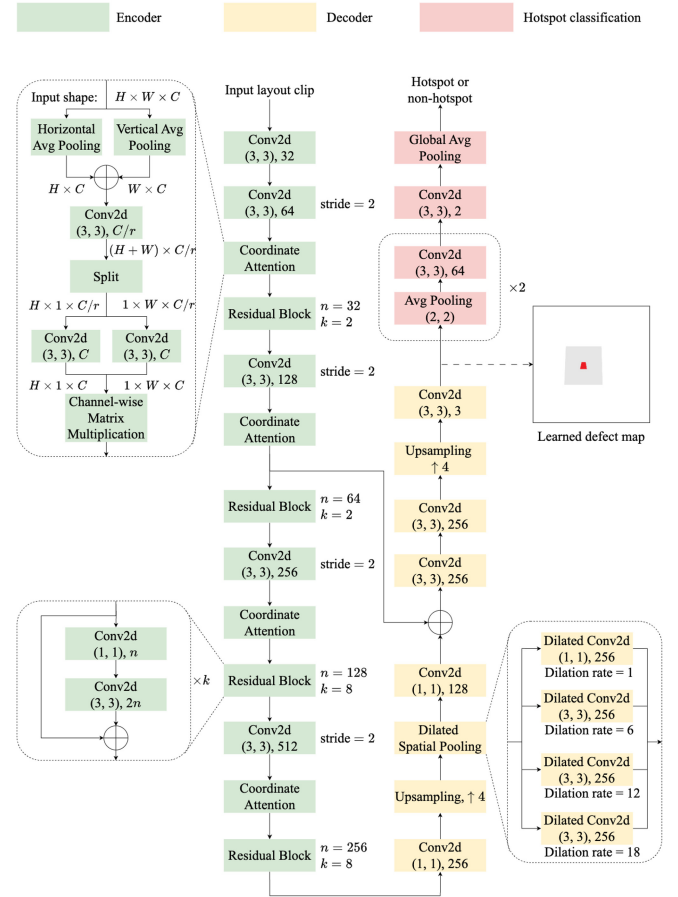 Encoder
Decoder
Hotspot classification
Input shape:
H × W × C
Horizontal
Avg Pooling
Vertical Avg
Pooling
H × C
W × C
Conv2d
(3, 3), C/r
(H + W) × C/r
Split
H × 1 × C/r
1 × W × C/r
Conv2d
(3, 3), C
Conv2d
(3, 3), C
H × 1 × C
1 × W × C
Channel-wise
Matrix
Multiplication
Conv2d
(1, 1), n
Conv2d
(3, 3), 2n
×k
Input layout clip
Conv2d
(3, 3), 32
Conv2d
(3, 3), 64
stride = 2
Coordinate
Attention
Residual Block
n = 32
k = 2
Conv2d
(3, 3), 128
stride = 2
Coordinate
Attention
Residual Block
n = 64
k = 2
Conv2d
(3, 3), 256
stride = 2
Coordinate
Attention
Residual Block
n = 128
k = 8
Conv2d
(3, 3), 512
stride = 2
Coordinate
Attention
Residual Block
n = 256
k = 8
Hotspot or
non-hotspot
Global Avg
Pooling
Conv2d
(3, 3), 2
Conv2d
(3, 3), 64
Avg Pooling
(2, 2)
×2
Conv2d
(3, 3), 3
Upsampling
↑ 4
Conv2d
(3, 3), 256
Conv2d
(3, 3), 256
Conv2d
(1, 1), 128
Dilated
Spatial Pooling
Upsampling, ↑ 4
Conv2d
(1, 1), 256
Learned defect map
Dilated Conv2d
(1, 1), 256
Dilation rate = 1
Dilated Conv2d
(3, 3), 256
Dilation rate = 6
Dilated Conv2d
(3, 3), 256
Dilation rate = 12
Dilated Conv2d
(3, 3), 256
Dilation rate = 18